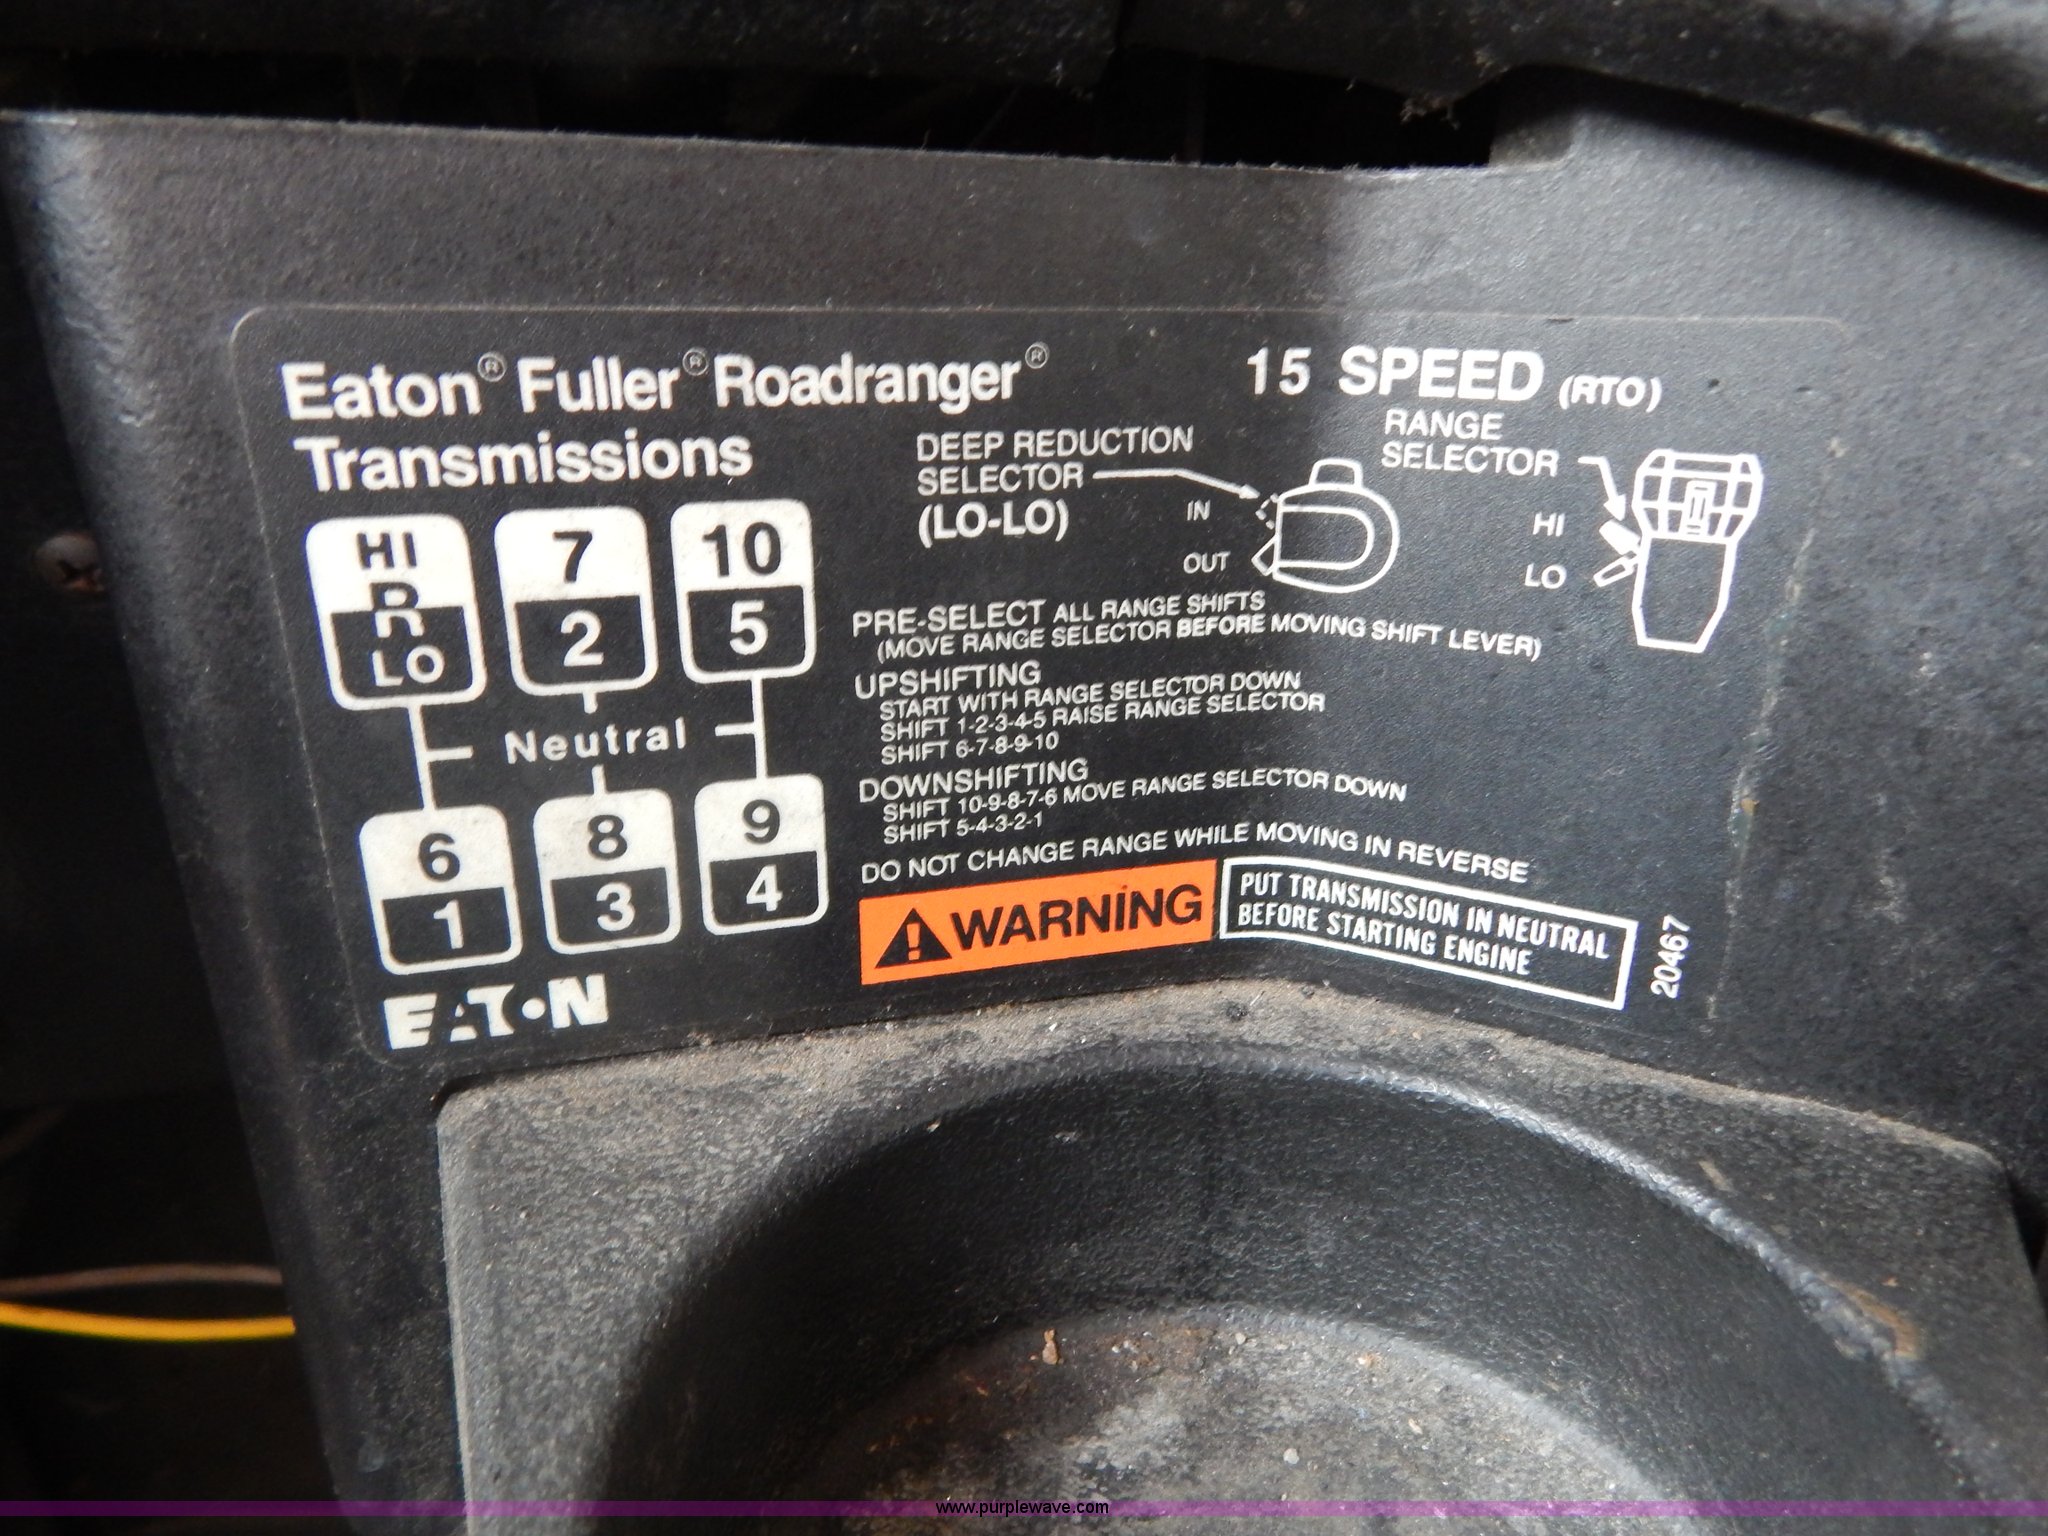 Eaton® Fuller® Roadranger®
Transmissions
15 SPEED (RTO)
DEEP REDUCTION
SELECTOR
(LO-LO)
IN
OUT
RANGE
SELECTOR
HI
LO
HI
R
LO
7
2
10
5
Neutral
6
1
8
3
9
4
EATON
PRE-SELECT ALL RANGE SHIFTS
(MOVE RANGE SELECTOR BEFORE MOVING SHIFT LEVER)
UPSHIFTING
START WITH RANGE SELECTOR DOWN
SHIFT 1-2-3-4-5 RAISE RANGE SELECTOR
SHIFT 6-7-8-9-10
DOWNSHIFTING
SHIFT 10-9-8-7-6 MOVE RANGE SELECTOR DOWN
SHIFT 5-4-3-2-1
DO NOT CHANGE RANGE WHILE MOVING IN REVERSE
WARNING
PUT TRANSMISSION IN NEUTRAL
BEFORE STARTING ENGINE
20467
www.purplewave.com